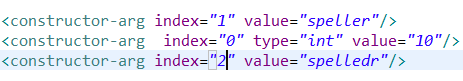 <constructor-arg index="1" value="speller"/>
<constructor-arg  index="0" type="int" value="10"/>
<constructor-arg index="2" value="spelledr"/>